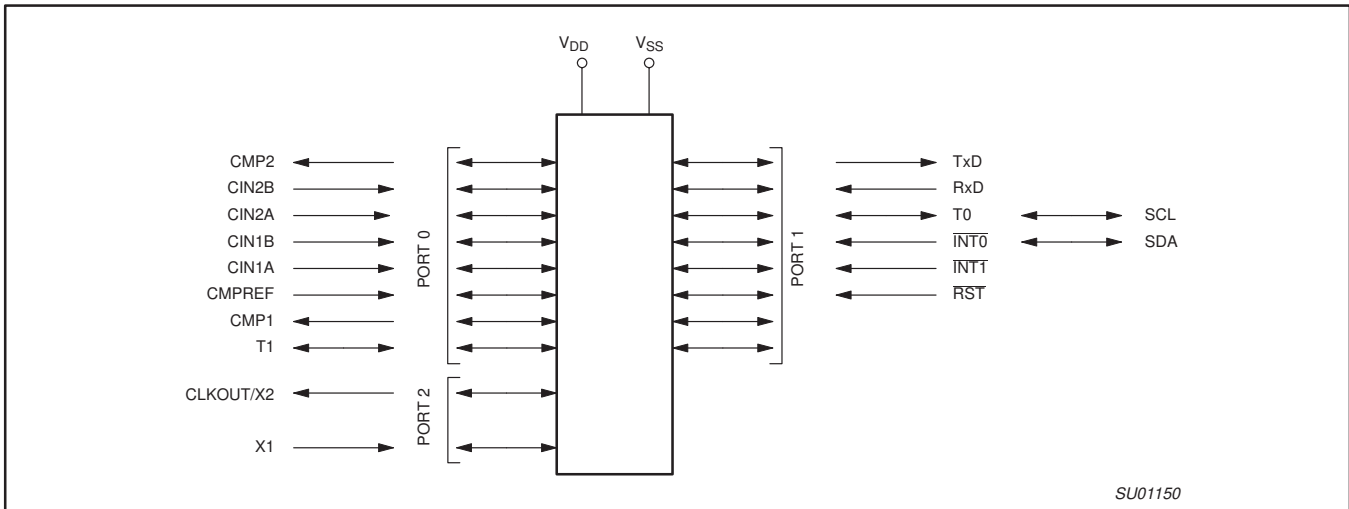 VDD VSS
CMP2
CIN2B
CIN2A
CIN1B
CIN1A
CMPREF
CMP1
T1
PORT 0
CLKOUT/X2
X1
PORT 2
PORT 1
TxD
RxD
T0 SCL
INT0 SDA
INT1
RST
SU01150